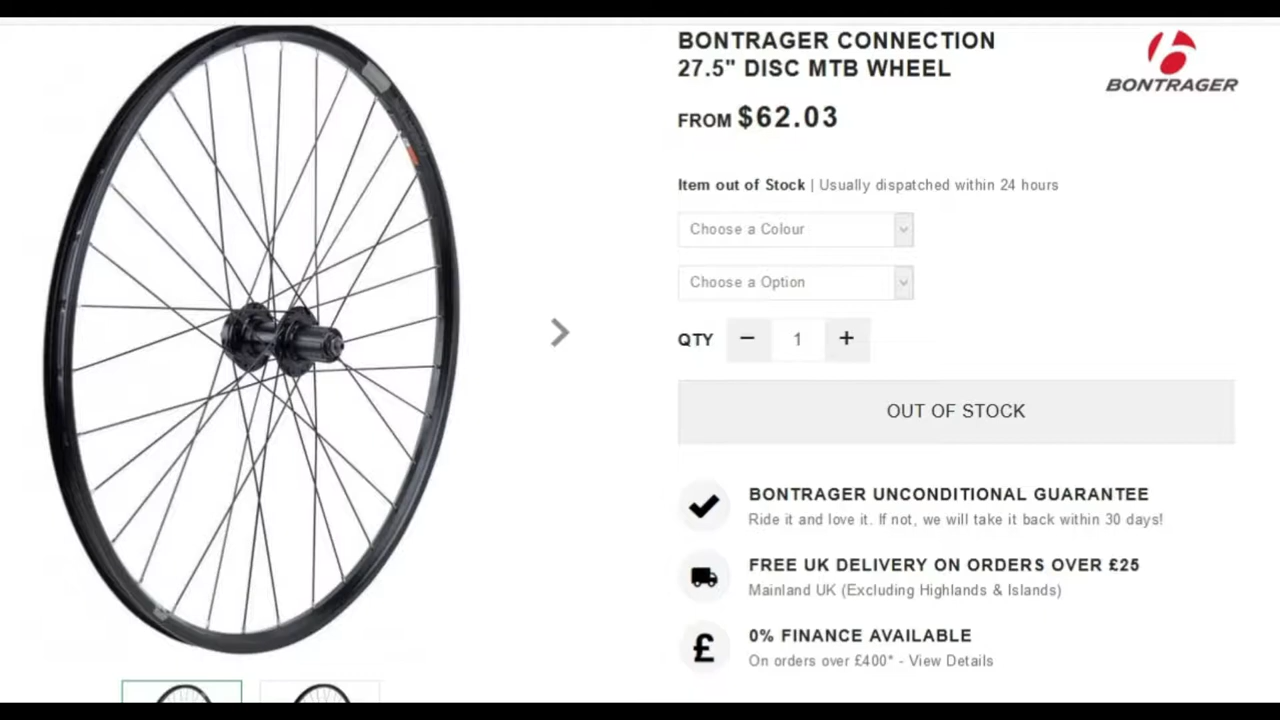 BONTRAGER CONNECTION
27.5" DISC MTB WHEEL
BONTRAGER
FROM $62.03
Item out of Stock | Usually dispatched within 24 hours
Choose a Colour
Choose a Option
QTY − 1 +
OUT OF STOCK
BONTRAGER UNCONDITIONAL GUARANTEE
Ride it and love it. If not, we will take it back within 30 days!
FREE UK DELIVERY ON ORDERS OVER £25
Mainland UK (Excluding Highlands & Islands)
£
0% FINANCE AVAILABLE
On orders over £400* - View Details